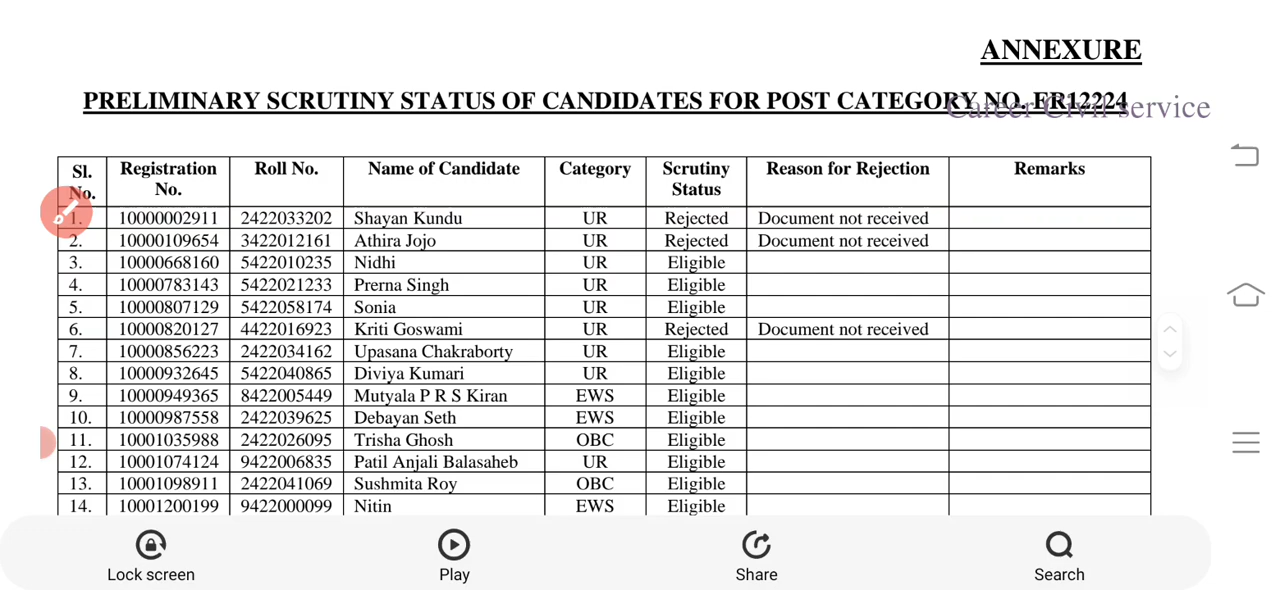 ANNEXURE
PRELIMINARY SCRUTINY STATUS OF CANDIDATES FOR POST CATEGORY NO. ER12224
Career Civil service
Sl. No. Registration No. Roll No. Name of Candidate Category Scrutiny Status Reason for Rejection Remarks
1. 10000002911 2422033202 Shayan Kundu UR Rejected Document not received
2. 10000109654 3422012161 Athira Jojo UR Rejected Document not received
3. 10000668160 5422010235 Nidhi UR Eligible
4. 10000783143 5422021233 Prerna Singh UR Eligible
5. 10000807129 5422058174 Sonia UR Eligible
6. 10000820127 4422016923 Kriti Goswami UR Rejected Document not received
7. 10000856223 2422034162 Upasana Chakraborty UR Eligible
8. 10000932645 5422040865 Diviya Kumari UR Eligible
9. 10000949365 8422005449 Mutyala P R S Kiran EWS Eligible
10. 10000987558 2422039625 Debayan Seth EWS Eligible
11. 10001035988 2422026095 Trisha Ghosh OBC Eligible
12. 10001074124 9422006835 Patil Anjali Balasaheb UR Eligible
13. 10001098911 2422041069 Sushmita Roy OBC Eligible
14. 10001200199 9422000099 Nitin EWS Eligible
Lock screen Play Share Search